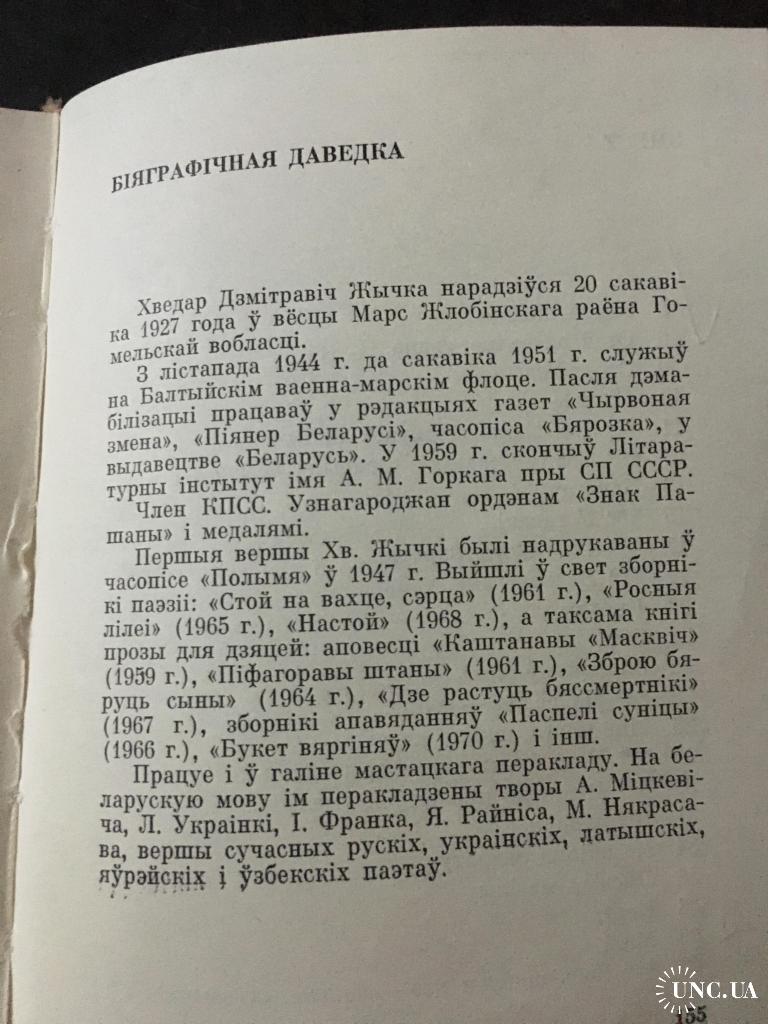 БІЯГРАФІЧНАЯ ДАВЕДКА
Хведар Дзмітравіч Жычка нарадзіўся 20 сакаві-
ка 1927 года ў вёсцы Марс Жлобінскага раёна Го-
мельскай вобласці.
З лістапада 1944 г. да сакавіка 1951 г. служыў
на Балтыйскім ваенна-марскім флоце. Пасля дэма-
білізацыі працаваў у рэдакцыях газет «Чырвоная
змена», «Піянер Беларусі», часопіса «Бярозка», у
выдавецтве «Беларусь». У 1959 г. скончыў Літара-
турны інстытут імя А. М. Горкага пры СП СССР.
Член КПСС. Узнагароджан ордэнам «Знак Па-
шаны» і медалямі.
Першыя вершы Хв. Жычкі былі надрукаваны ў
часопісе «Полымя» ў 1947 г. Выйшлі ў свет зборні-
кі паэзіі: «Стой на вахце, сэрца» (1961 г.), «Росныя
лілеі» (1965 г.), «Настой» (1968 г.), а таксама кнігі
прозы для дзяцей: аповесці «Каштанавы «Масквіч»
(1959 г.), «Піфагоравы штаны» (1961 г.), «Зброю бя-
руць сыны» (1964 г.), «Дзе растуць бяссмертнікі»
(1967 г.), зборнікі апавяданняў «Паспелі суніцы»
(1966 г.), «Букет вяргіняў» (1970 г.) і інш.
Працуе і ў галіне мастацкага перакладу. На бе-
ларускую мову ім перакладзены творы А. Міцкеві-
ча, Л. Украінкі, І. Франка, Я. Райніса, М. Някраса-
ва, вершы сучасных рускіх, украінскіх, латышскіх,
яўрэйскіх і ўзбекскіх паэтаў.
155
UNC.UA